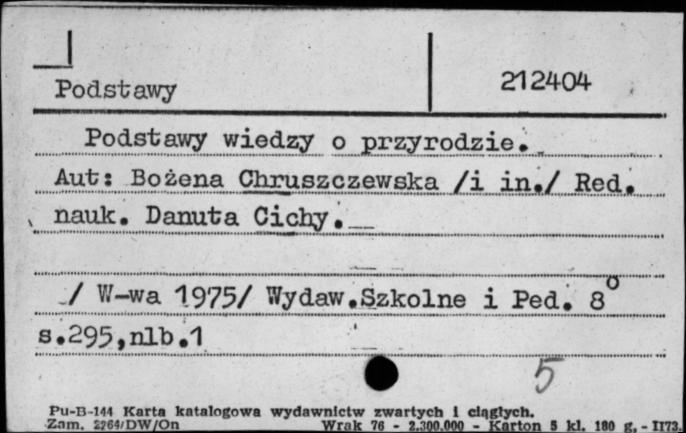 Podstawy
212404
Podstawy wiedzy o przyrodzie.
Aut: Bożena Chruszczewska /i in./ Red.
nauk. Danuta Cichy.
/ W-wa 1975/ Wydaw.Szkolne i Ped. 8°
s.295,nlb.1
5
Pu-B-144 Karta katalogowa wydawnictw zwartych i ciągłych.
Zam. 2264/DW/On Wrak 76 - 2.300.000 - Karton 5 kl. 180 g. - II73.